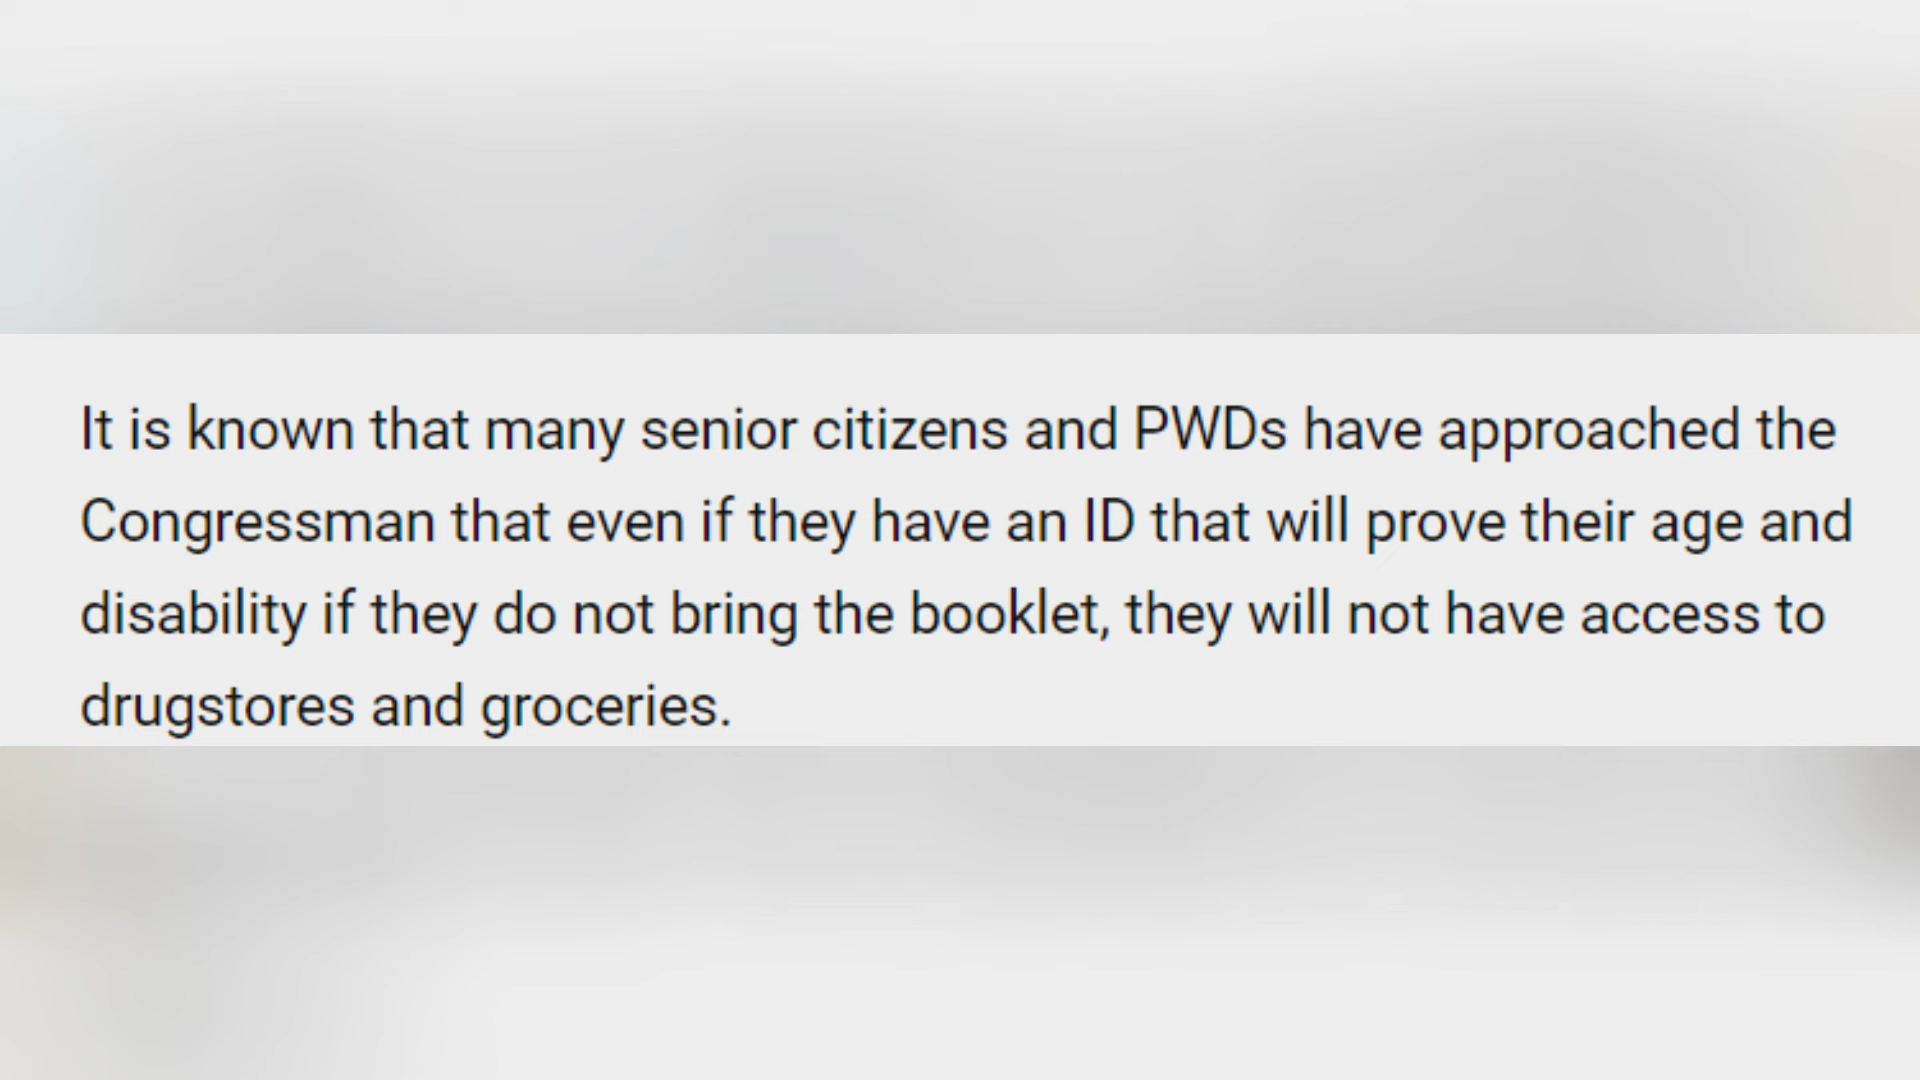 It is known that many senior citizens and PWDs have approached the
Congressman that even if they have an ID that will prove their age and
disability if they do not bring the booklet, they will not have access to
drugstores and groceries.